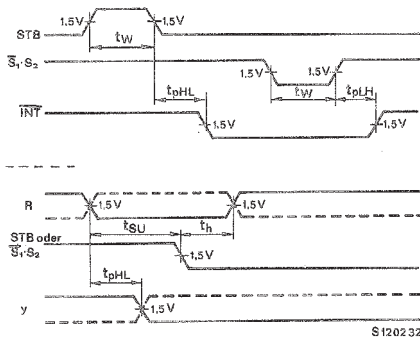 STB
1,5V
1,5V
tW
S̅1·S2
1,5V
1,5V
tpHL
tW
tpLH
I̅N̅T̅
1,5V
1,5V
R
1,5V
1,5V
tSU
th
STB oder
S̅1·S2
1,5V
tpHL
y
1,5V
S120232